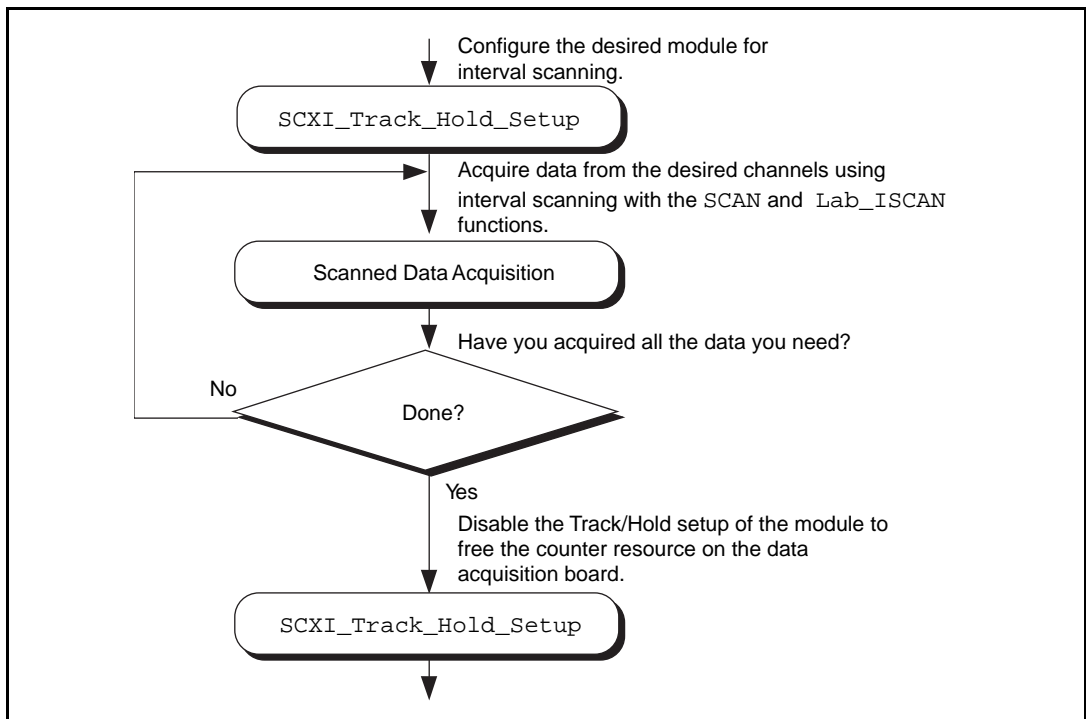 Configure the desired module for
interval scanning.
SCXI_Track_Hold_Setup
Acquire data from the desired channels using
interval scanning with the SCAN and Lab_ISCAN
functions.
Scanned Data Acquisition
Have you acquired all the data you need?
No
Done?
Yes
Disable the Track/Hold setup of the module to
free the counter resource on the data
acquisition board.
SCXI_Track_Hold_Setup